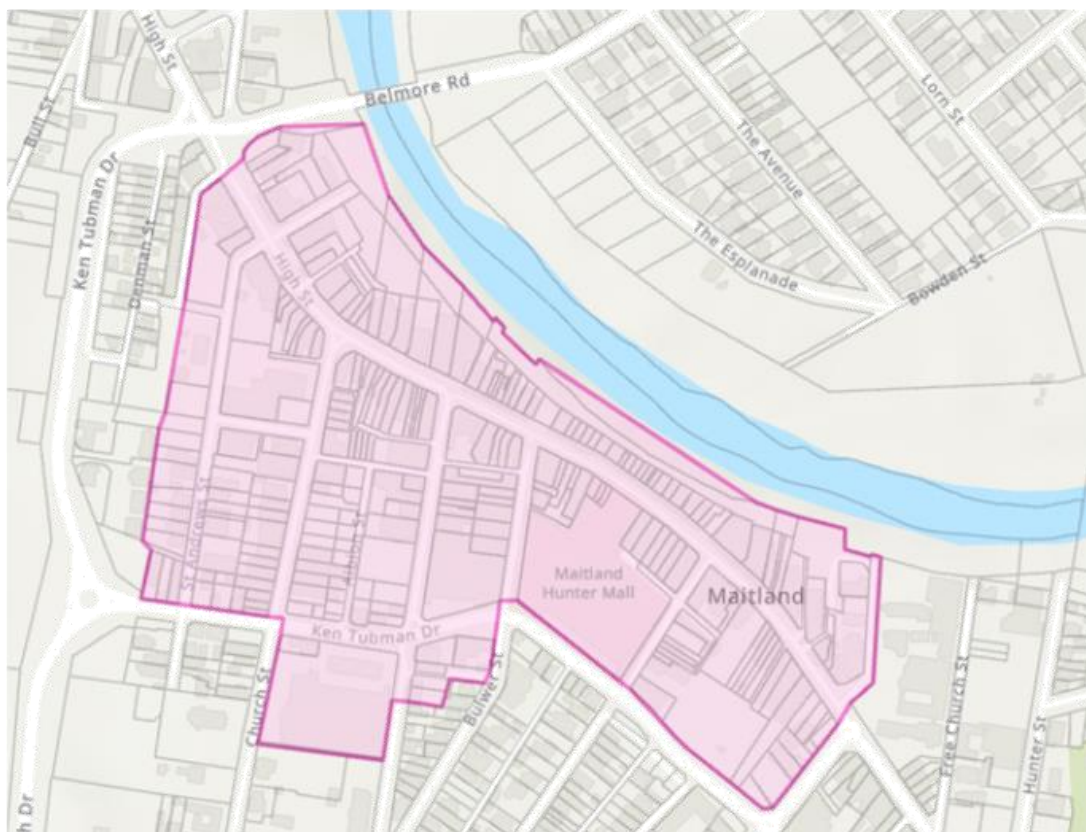 High St
Belmore Rd
Bull St
Lorn St
The Avenue
Ken Tubman Dr
Denman St
The Esplanade
Bowden St
High St
St Andrews St
Maitland
Hunter Mall
Maitland
Ken Tubman Dr
Church St
Bulwer St
Free Church St
Hunter St
h Dr